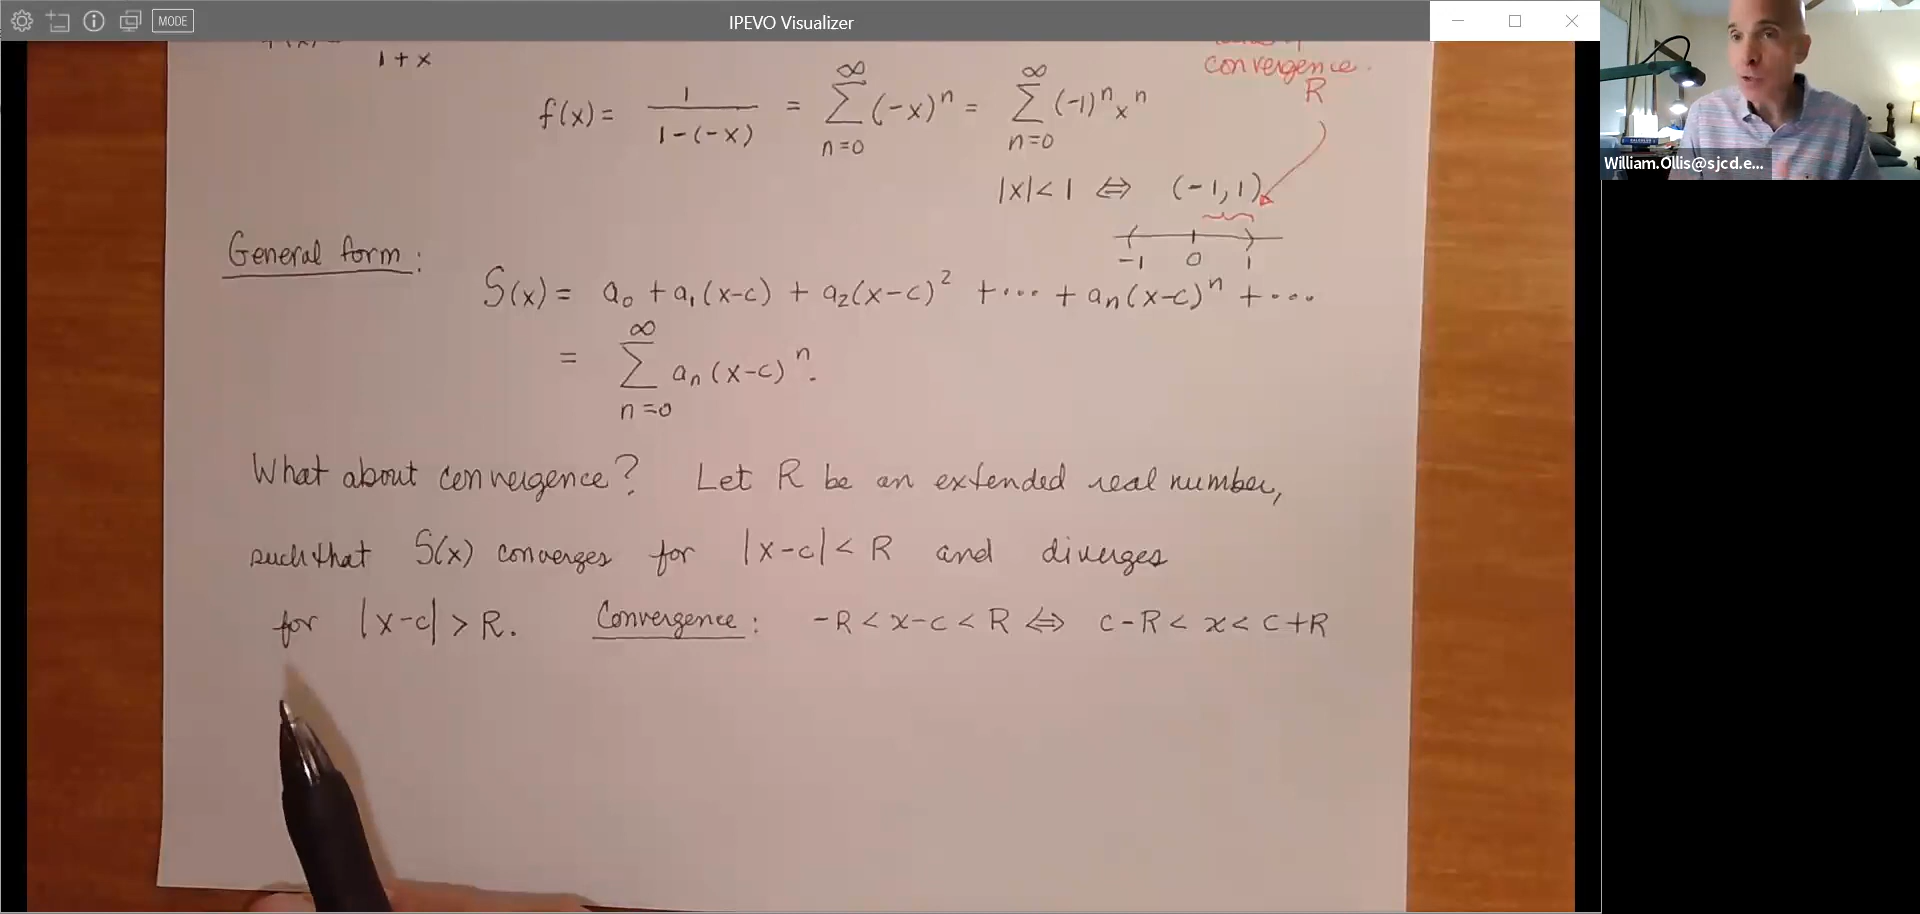 MODE
IPEVO Visualizer
1 + x
convergence.
R
f(x) = 1 / 1-(-x) = ∞ Σ n=0 (-x)^n = ∞ Σ n=0 (-1)^n x^n
|x| < 1 ⇔ (-1, 1)
-1 0 1
General form:
S(x) = a₀ + a₁(x-c) + a₂(x-c)² + ... + aₙ(x-c)ⁿ + ...
= ∞ Σ n=0 aₙ(x-c)ⁿ.
What about convergence? Let R be an extended real number,
such that S(x) converges for |x-c| < R and diverges
for |x-c| > R. Convergence: -R < x-c < R ⇔ c-R < x < c+R
William.Ollis@sjcd.e...